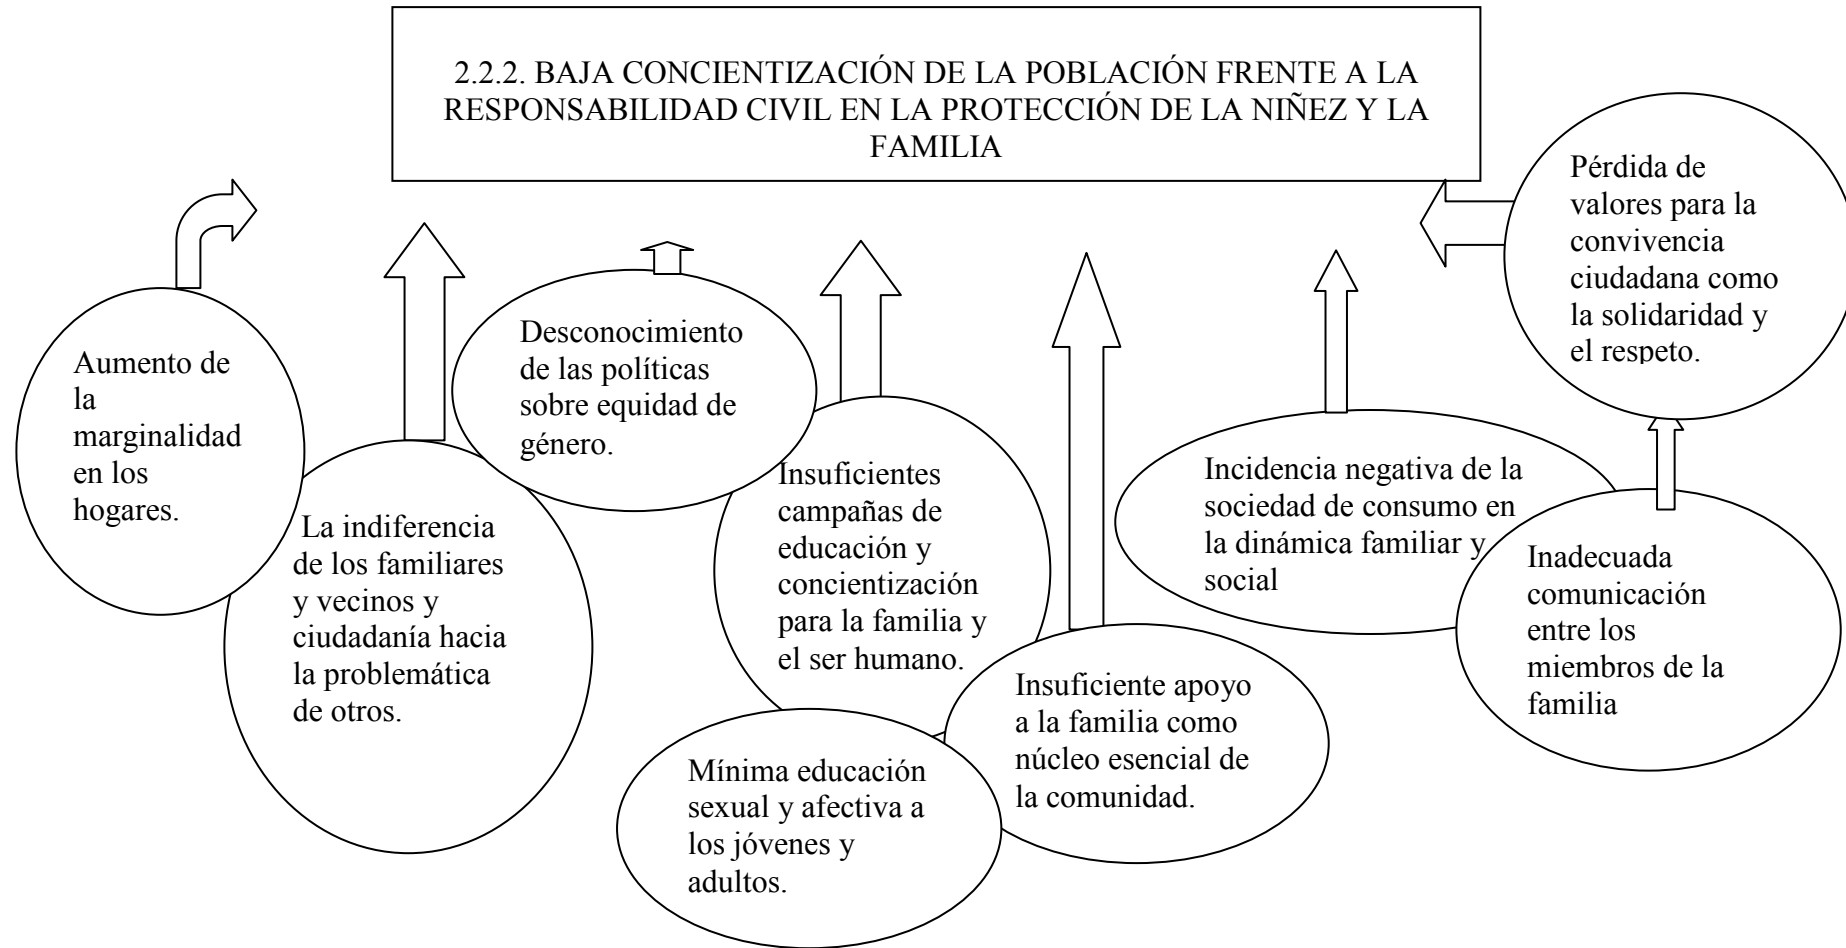 2.2.2. BAJA CONCIENTIZACIÓN DE LA POBLACIÓN FRENTE A LA
RESPONSABILIDAD CIVIL EN LA PROTECCIÓN DE LA NIÑEZ Y LA
FAMILIA
Aumento de
la
marginalidad
en los
hogares.
La indiferencia
de los familiares
y vecinos y
ciudadanía hacia
la problemática
de otros.
Desconocimiento
de las políticas
sobre equidad de
género.
Insuficientes
campañas de
educación y
concientización
para la familia y
el ser humano.
Mínima educación
sexual y afectiva a
los jóvenes y
adultos.
Insuficiente apoyo
a la familia como
núcleo esencial de
la comunidad.
Incidencia negativa de la
sociedad de consumo en
la dinámica familiar y
social
Pérdida de
valores para la
convivencia
ciudadana como
la solidaridad y
el respeto.
Inadecuada
comunicación
entre los
miembros de la
familia